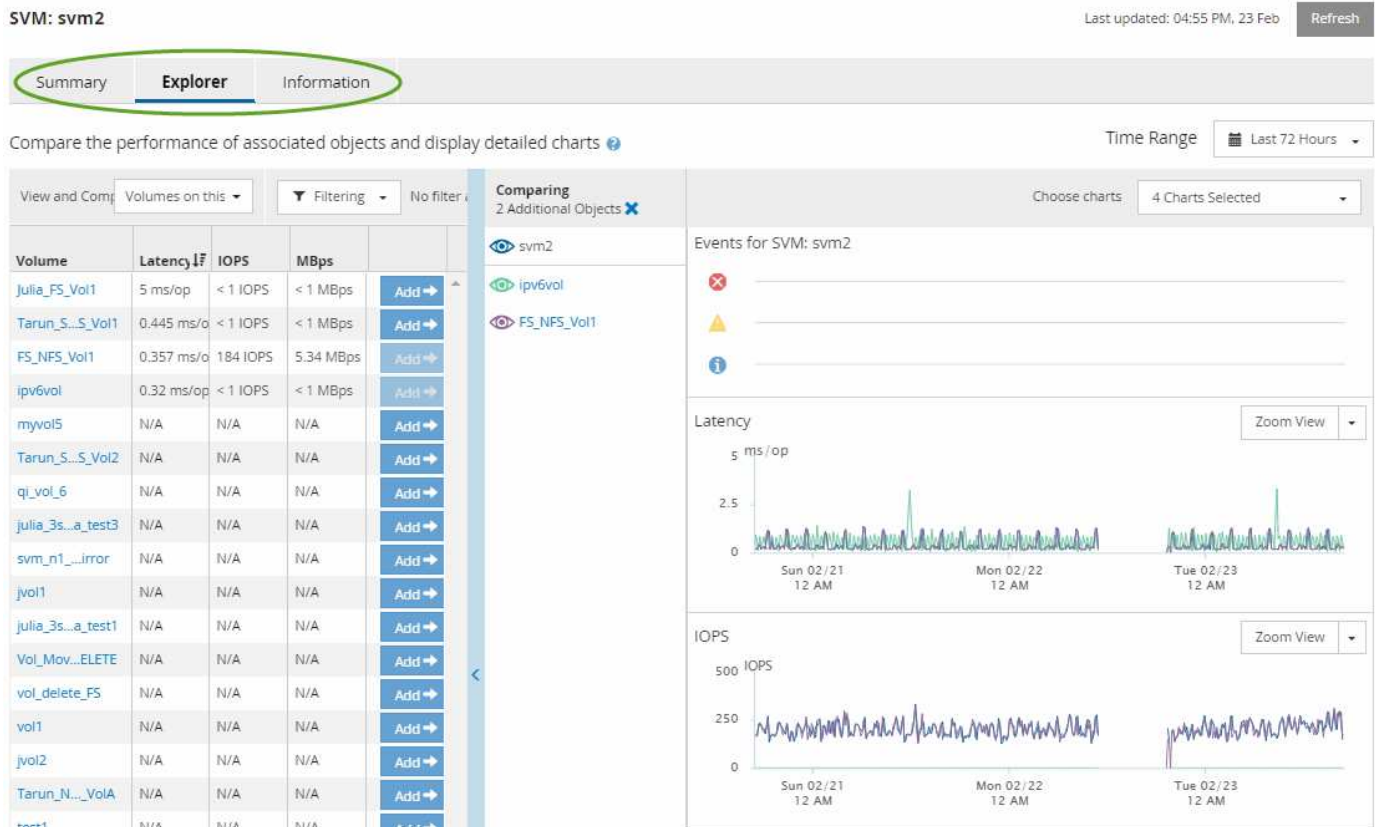 SVM: svm2
Last updated: 04:55 PM, 23 Feb Refresh
Summary Explorer Information
Compare the performance of associated objects and display detailed charts ?
Time Range Last 72 Hours
View and Comp Volumes on this Filtering No filter
Comparing
2 Additional Objects
Choose charts 4 Charts Selected
Volume Latency IOPS MBps
Julia_FS_Vol1 5 ms/op < 1 IOPS < 1 MBps Add
Tarun_S...S_Vol1 0.445 ms/o < 1 IOPS < 1 MBps Add
FS_NFS_Vol1 0.357 ms/o 184 IOPS 5.34 MBps Add
ipv6vol 0.32 ms/op < 1 IOPS < 1 MBps Add
myvol5 N/A N/A N/A Add
Tarun_S...S_Vol2 N/A N/A N/A Add
qi_vol_6 N/A N/A N/A Add
julia_3s...a_test3 N/A N/A N/A Add
svm_n1_...irror N/A N/A N/A Add
jvol1 N/A N/A N/A Add
julia_3s...a_test1 N/A N/A N/A Add
Vol_Mov...ELETE N/A N/A N/A Add
vol_delete_FS N/A N/A N/A Add
vol1 N/A N/A N/A Add
jvol2 N/A N/A N/A Add
Tarun_N..._VolA N/A N/A N/A Add
svm2
ipv6vol
FS_NFS_Vol1
Events for SVM: svm2
Latency Zoom View
5 ms/op
2.5
0
Sun 02/21 Mon 02/22 Tue 02/23
12 AM 12 AM 12 AM
IOPS Zoom View
500 IOPS
250
0
Sun 02/21 Mon 02/22 Tue 02/23
12 AM 12 AM 12 AM